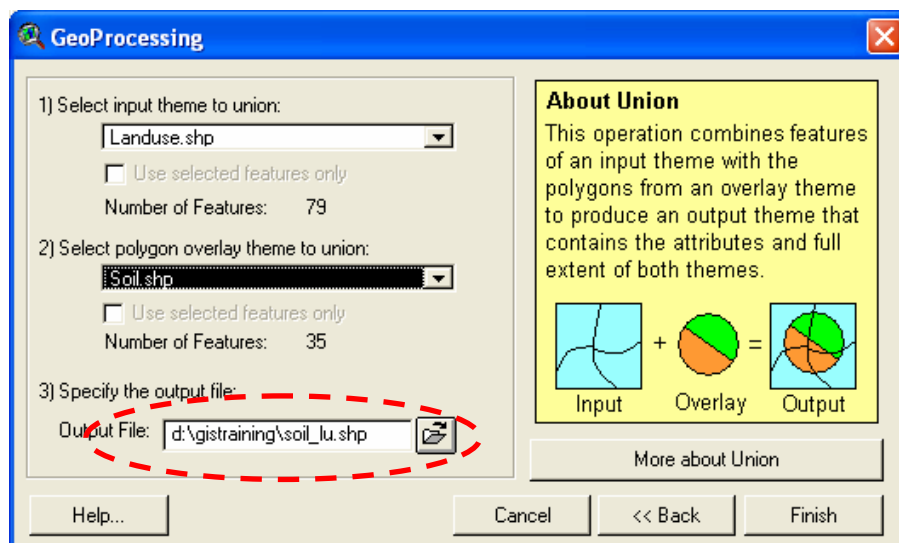 GeoProcessing
1) Select input theme to union:
Landuse.shp
Use selected features only
Number of Features: 79
2) Select polygon overlay theme to union:
Soil.shp
Use selected features only
Number of Features: 35
3) Specify the output file:
Output File: d:\gistraining\soil_lu.shp
About Union
This operation combines features
of an input theme with the
polygons from an overlay theme
to produce an output theme that
contains the attributes and full
extent of both themes.
+ =
Input Overlay Output
More about Union
Help... Cancel << Back Finish